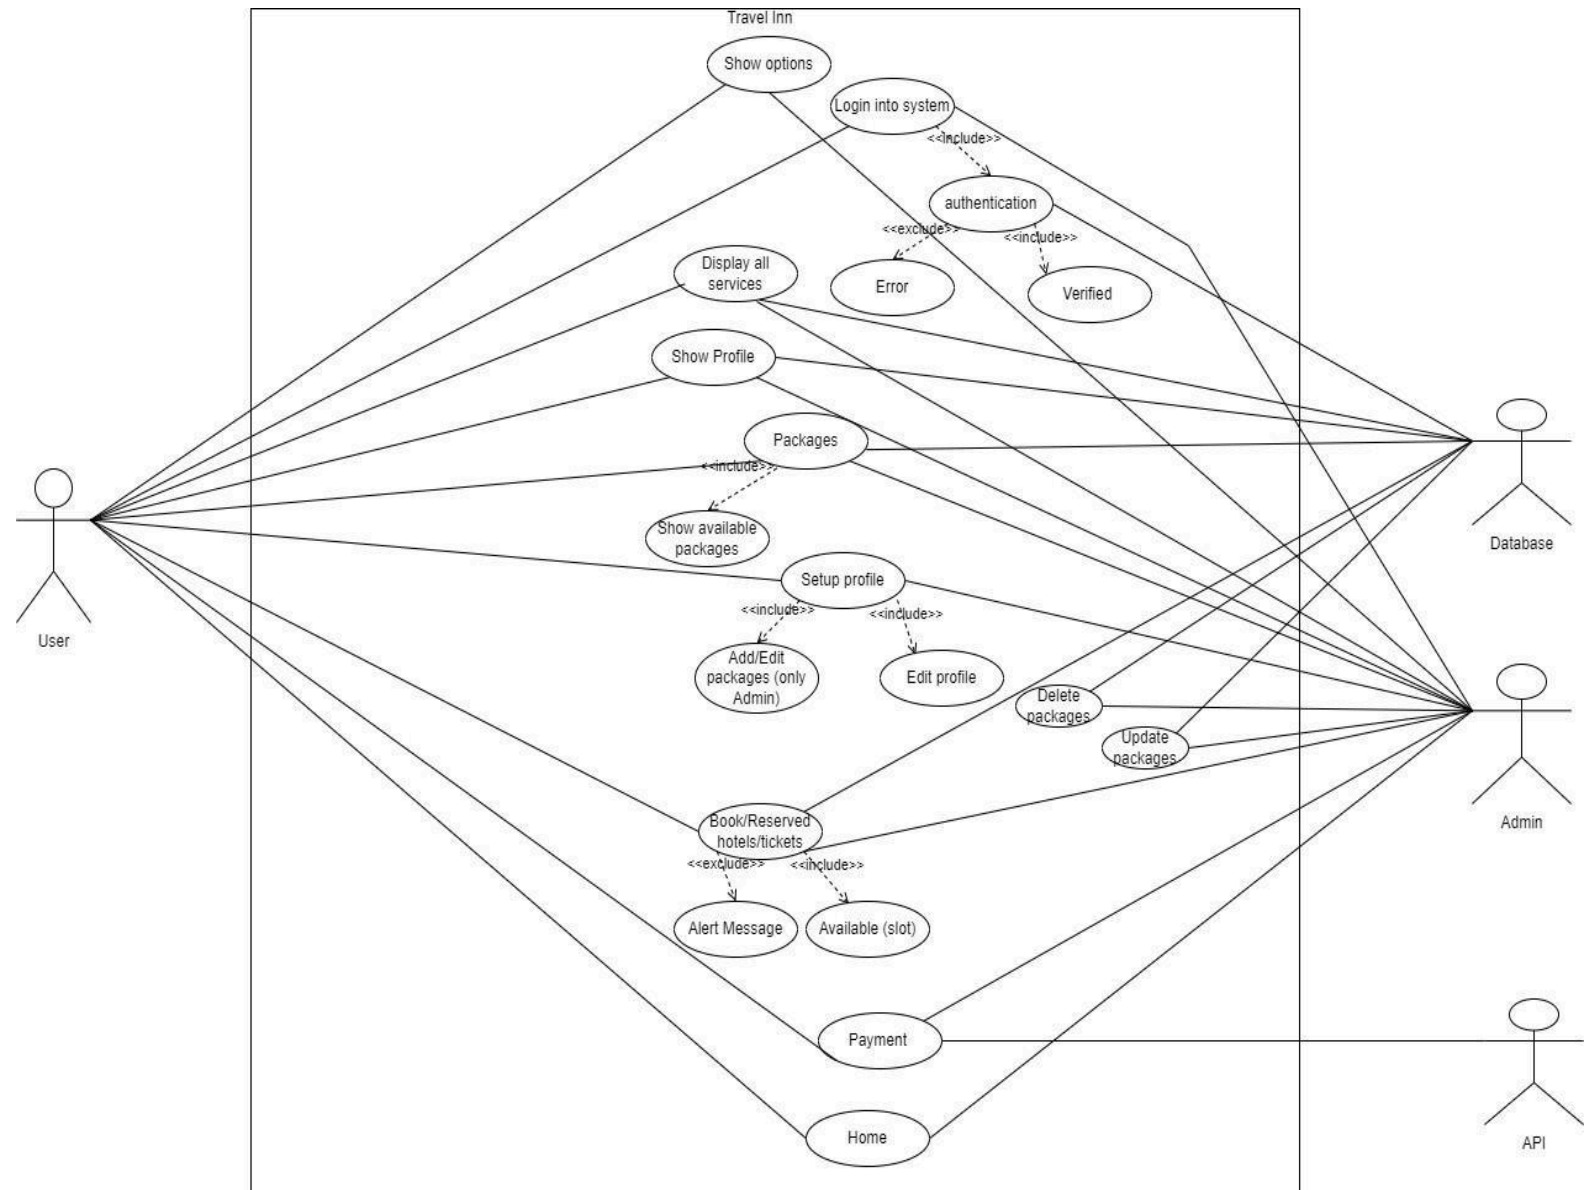 Travel Inn
Show options
Login into system
<<include>>
authentication
<<exclude>>
<<include>>
Error
Verified
Display all
services
Show Profile
Packages
<<include>>
Show available
packages
Setup profile
<<include>>
<<include>>
Add/Edit
packages (only
Admin)
Edit profile
Delete
packages
Update
packages
Book/Reserved
hotels/tickets
<<exclude>>
<<include>>
Alert Message
Available (slot)
Payment
Home
User
Database
Admin
API